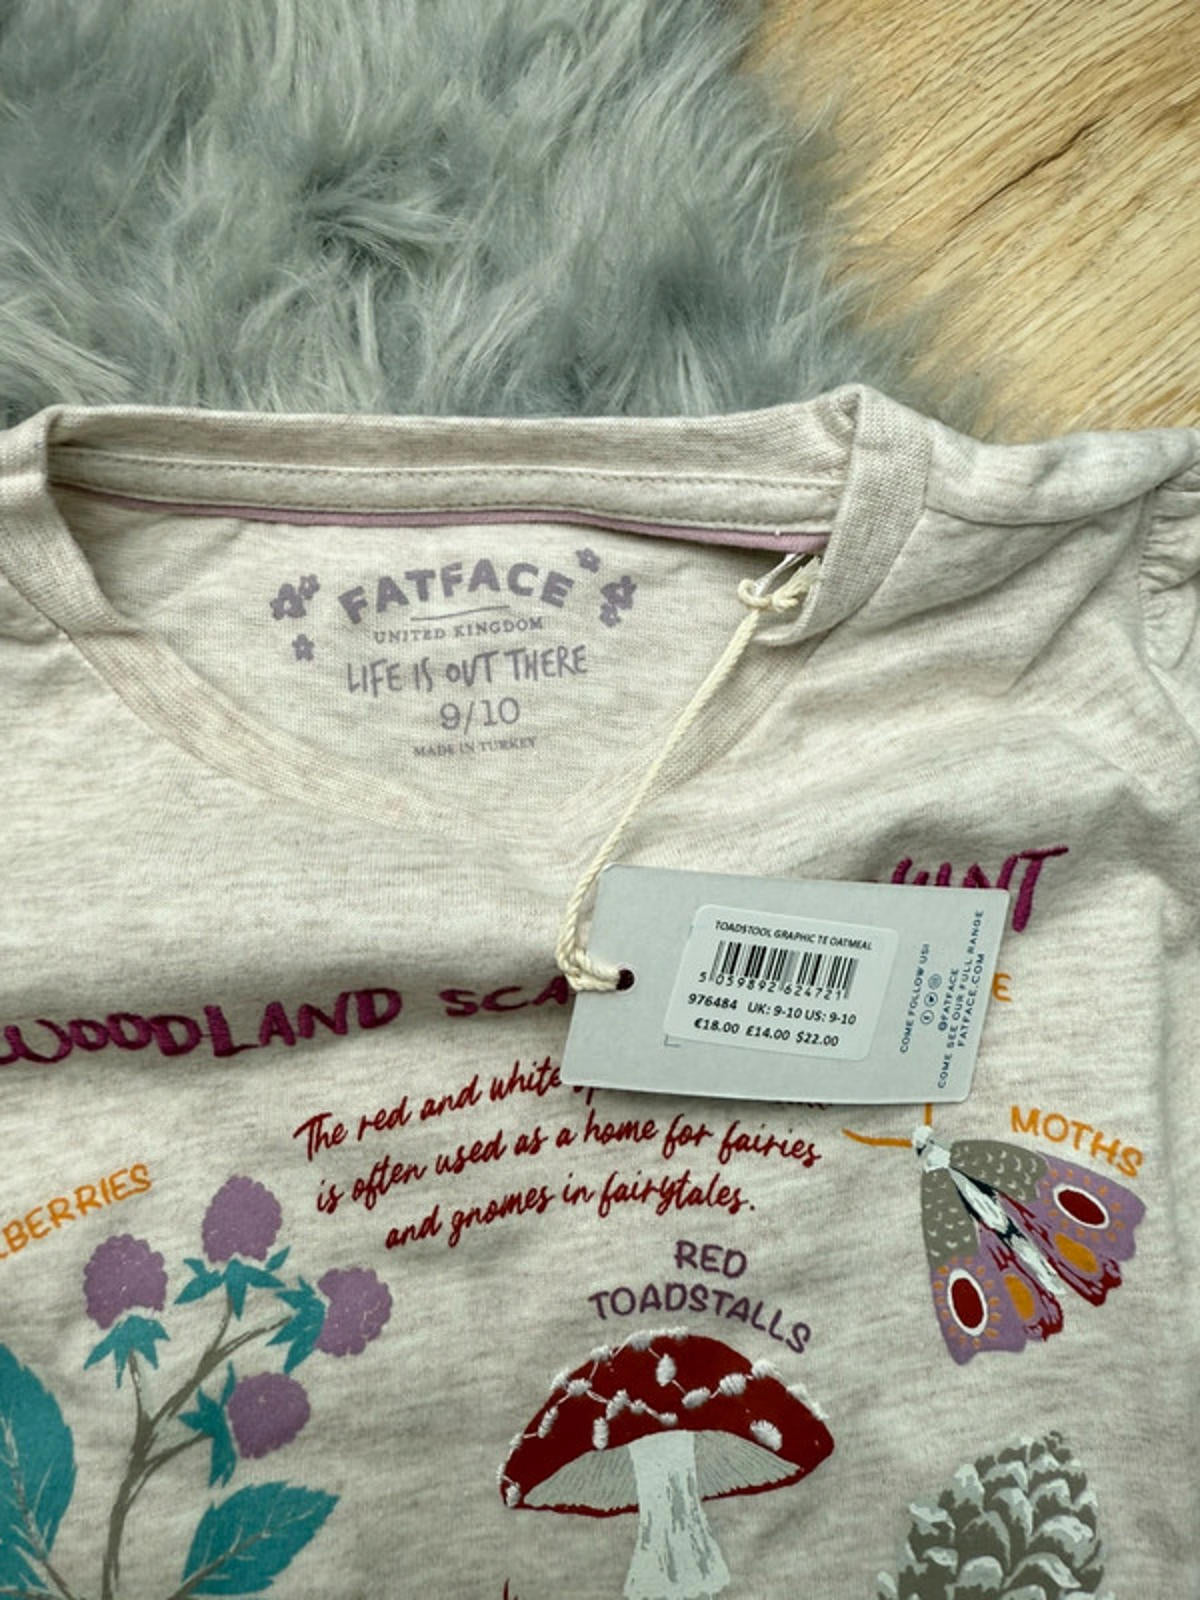 FATFACE
UNITED KINGDOM
LIFE IS OUT THERE
9/10
MADE IN TURKEY
TOADSTOOL GRAPHIC TE OATMEAL
5 059892 624721
976484 UK: 9-10 US: 9-10
€18.00 £14.00 $22.00
COME FOLLOW US!
@FATFACE
COME SEE OUR FULL RANGE
FATFACE.COM
WOODLAND SCA
The red and white
is often used as a home for fairies
and gnomes in fairytales.
BERRIES
MOTHS
RED
TOADSTALLS